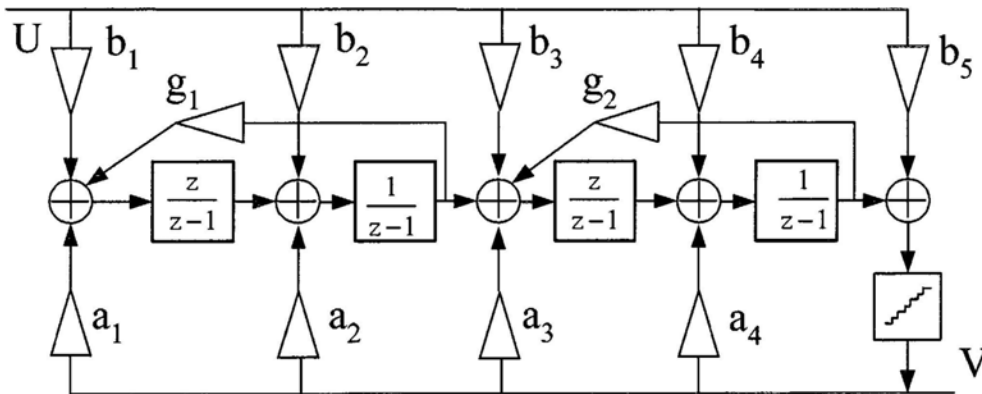 U b₁ b₂ b₃ b₄ b₅
g₁ g₂
z/(z−1) 1/(z−1) z/(z−1) 1/(z−1)
a₁ a₂ a₃ a₄
V